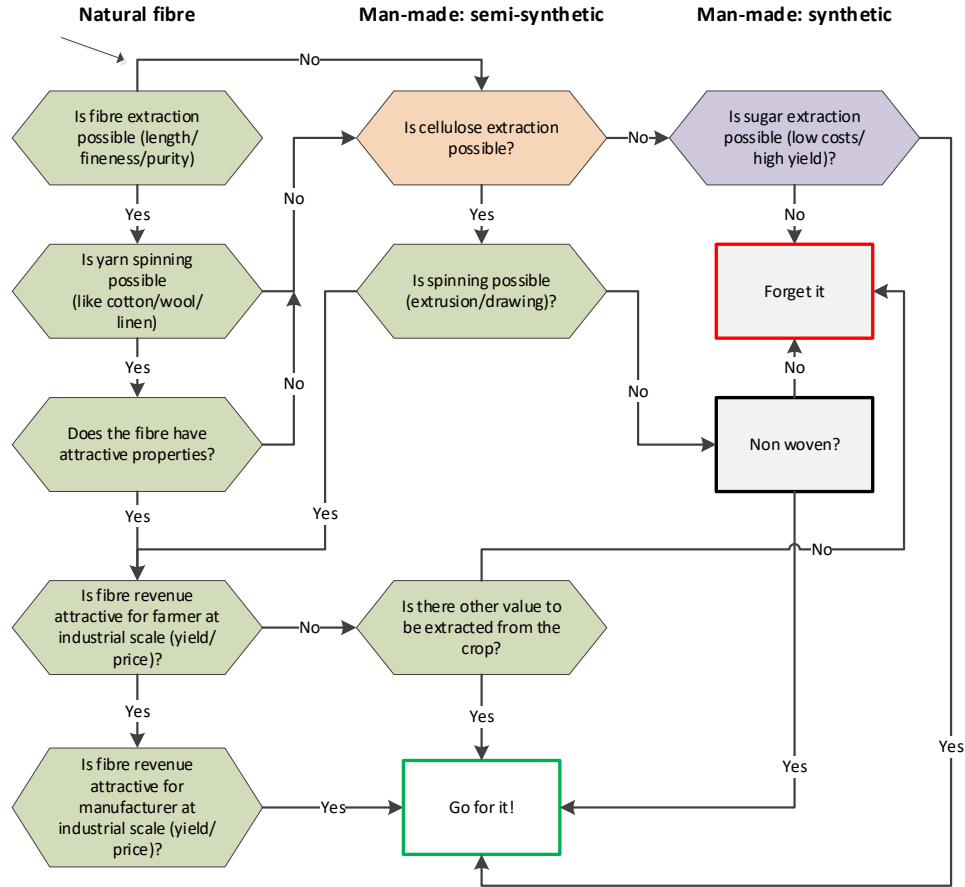 Natural fibre
Man-made: semi-synthetic
Man-made: synthetic
No
Is fibre extraction
possible (length/
fineness/purity)
Is cellulose extraction
possible?
No
Is sugar extraction
possible (low costs/
high yield)?
Yes
No
Yes
No
Is yarn spinning
possible
(like cotton/wool/
linen)
Is spinning possible
(extrusion/drawing)?
Forget it
Yes
No
No
No
Does the fibre have
attractive properties?
Non woven?
Yes
Yes
No
Is fibre revenue
attractive for farmer at
industrial scale (yield/
price)?
No
Is there other value to
be extracted from the
crop?
Yes
Yes
Yes
Yes
Is fibre revenue
attractive for
manufacturer at
industrial scale (yield/
price)?
Yes
Go for it!